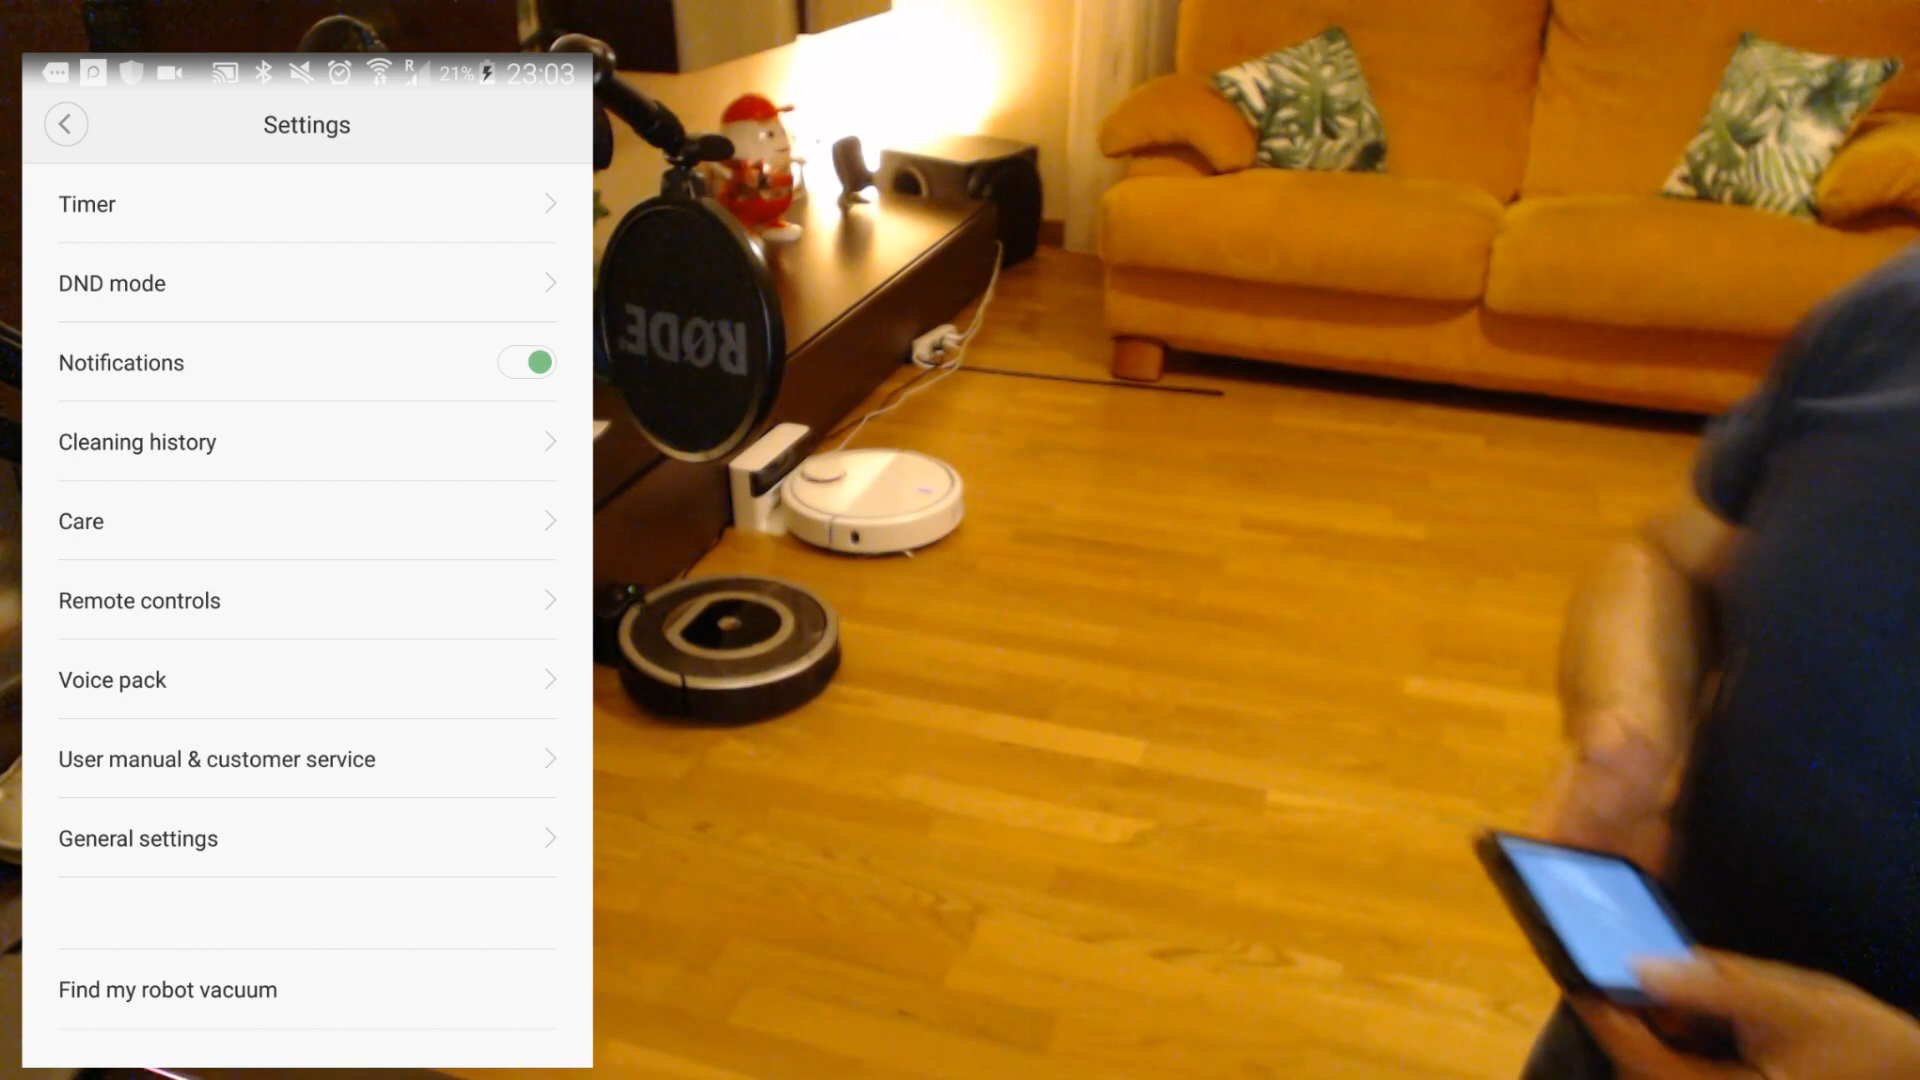 R 21% 23:03
Settings
Timer
DND mode
Notifications
Cleaning history
Care
Remote controls
Voice pack
User manual & customer service
General settings
Find my robot vacuum
RØDE